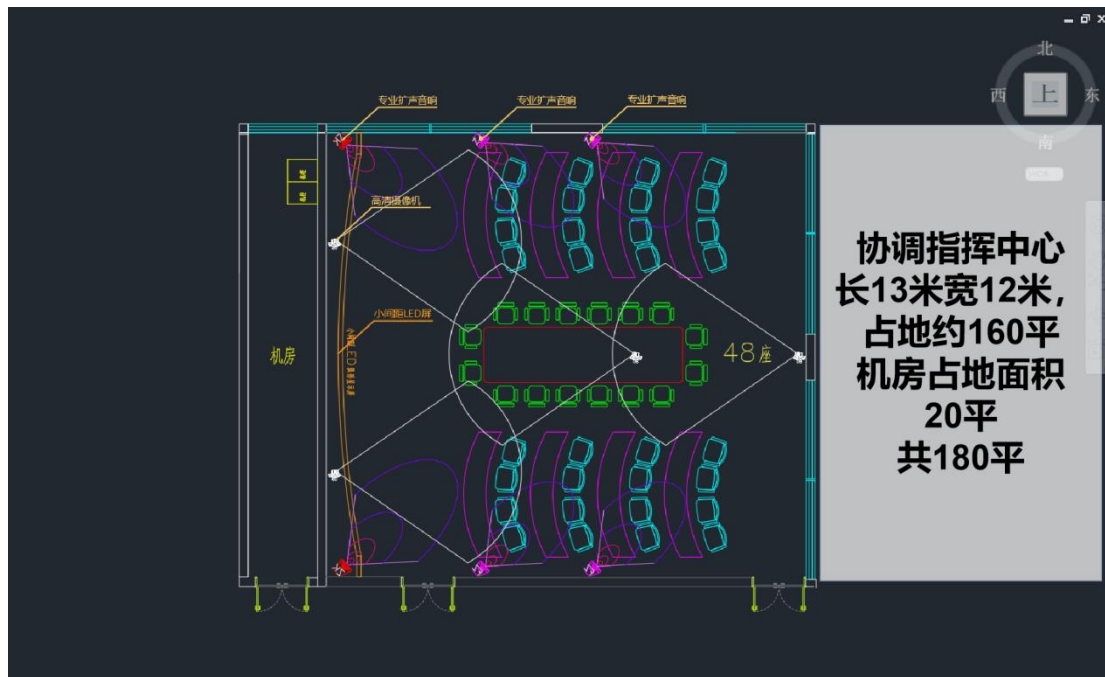 北
西
上
东
南
专业扩声音响
专业扩声音响
专业扩声音响
高清摄像机
小间距LED屏
机房
48座
协调指挥中心
长13米宽12米，
占地约160平
机房占地面积
20平
共180平